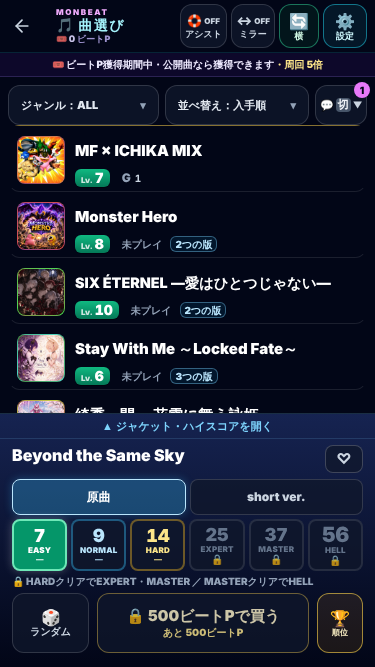 MONBEAT
🎵 曲選び
🎟️ 0 ビートP
🛟 OFF
アシスト
↔ OFF
ミラー
🔄
横
⚙️
設定
🎟️ ビートP獲得期間中・公開曲なら獲得できます・周回 5倍
ジャンル：ALL ▼
並べ替え：入手順 ▼
💬 切 ▼
1
MF × ICHIKA MIX
Lv. 7 G 1
Monster Hero
Lv. 8 未プレイ 2つの版
SIX ÉTERNEL —愛はひとつじゃない—
Lv. 10 未プレイ 2つの版
Stay With Me ～Locked Fate～
Lv. 6 未プレイ 3つの版
▲ ジャケット・ハイスコアを開く
Beyond the Same Sky
原曲
short ver.
7
EASY
—
9
NORMAL
—
14
HARD
—
25
EXPERT
🔒
37
MASTER
🔒
56
HELL
🔒
🔒 HARDクリアでEXPERT・MASTER ／ MASTERクリアでHELL
🎲
ランダム
🔒 500ビートPで買う
あと 500ビートP
🏆
順位